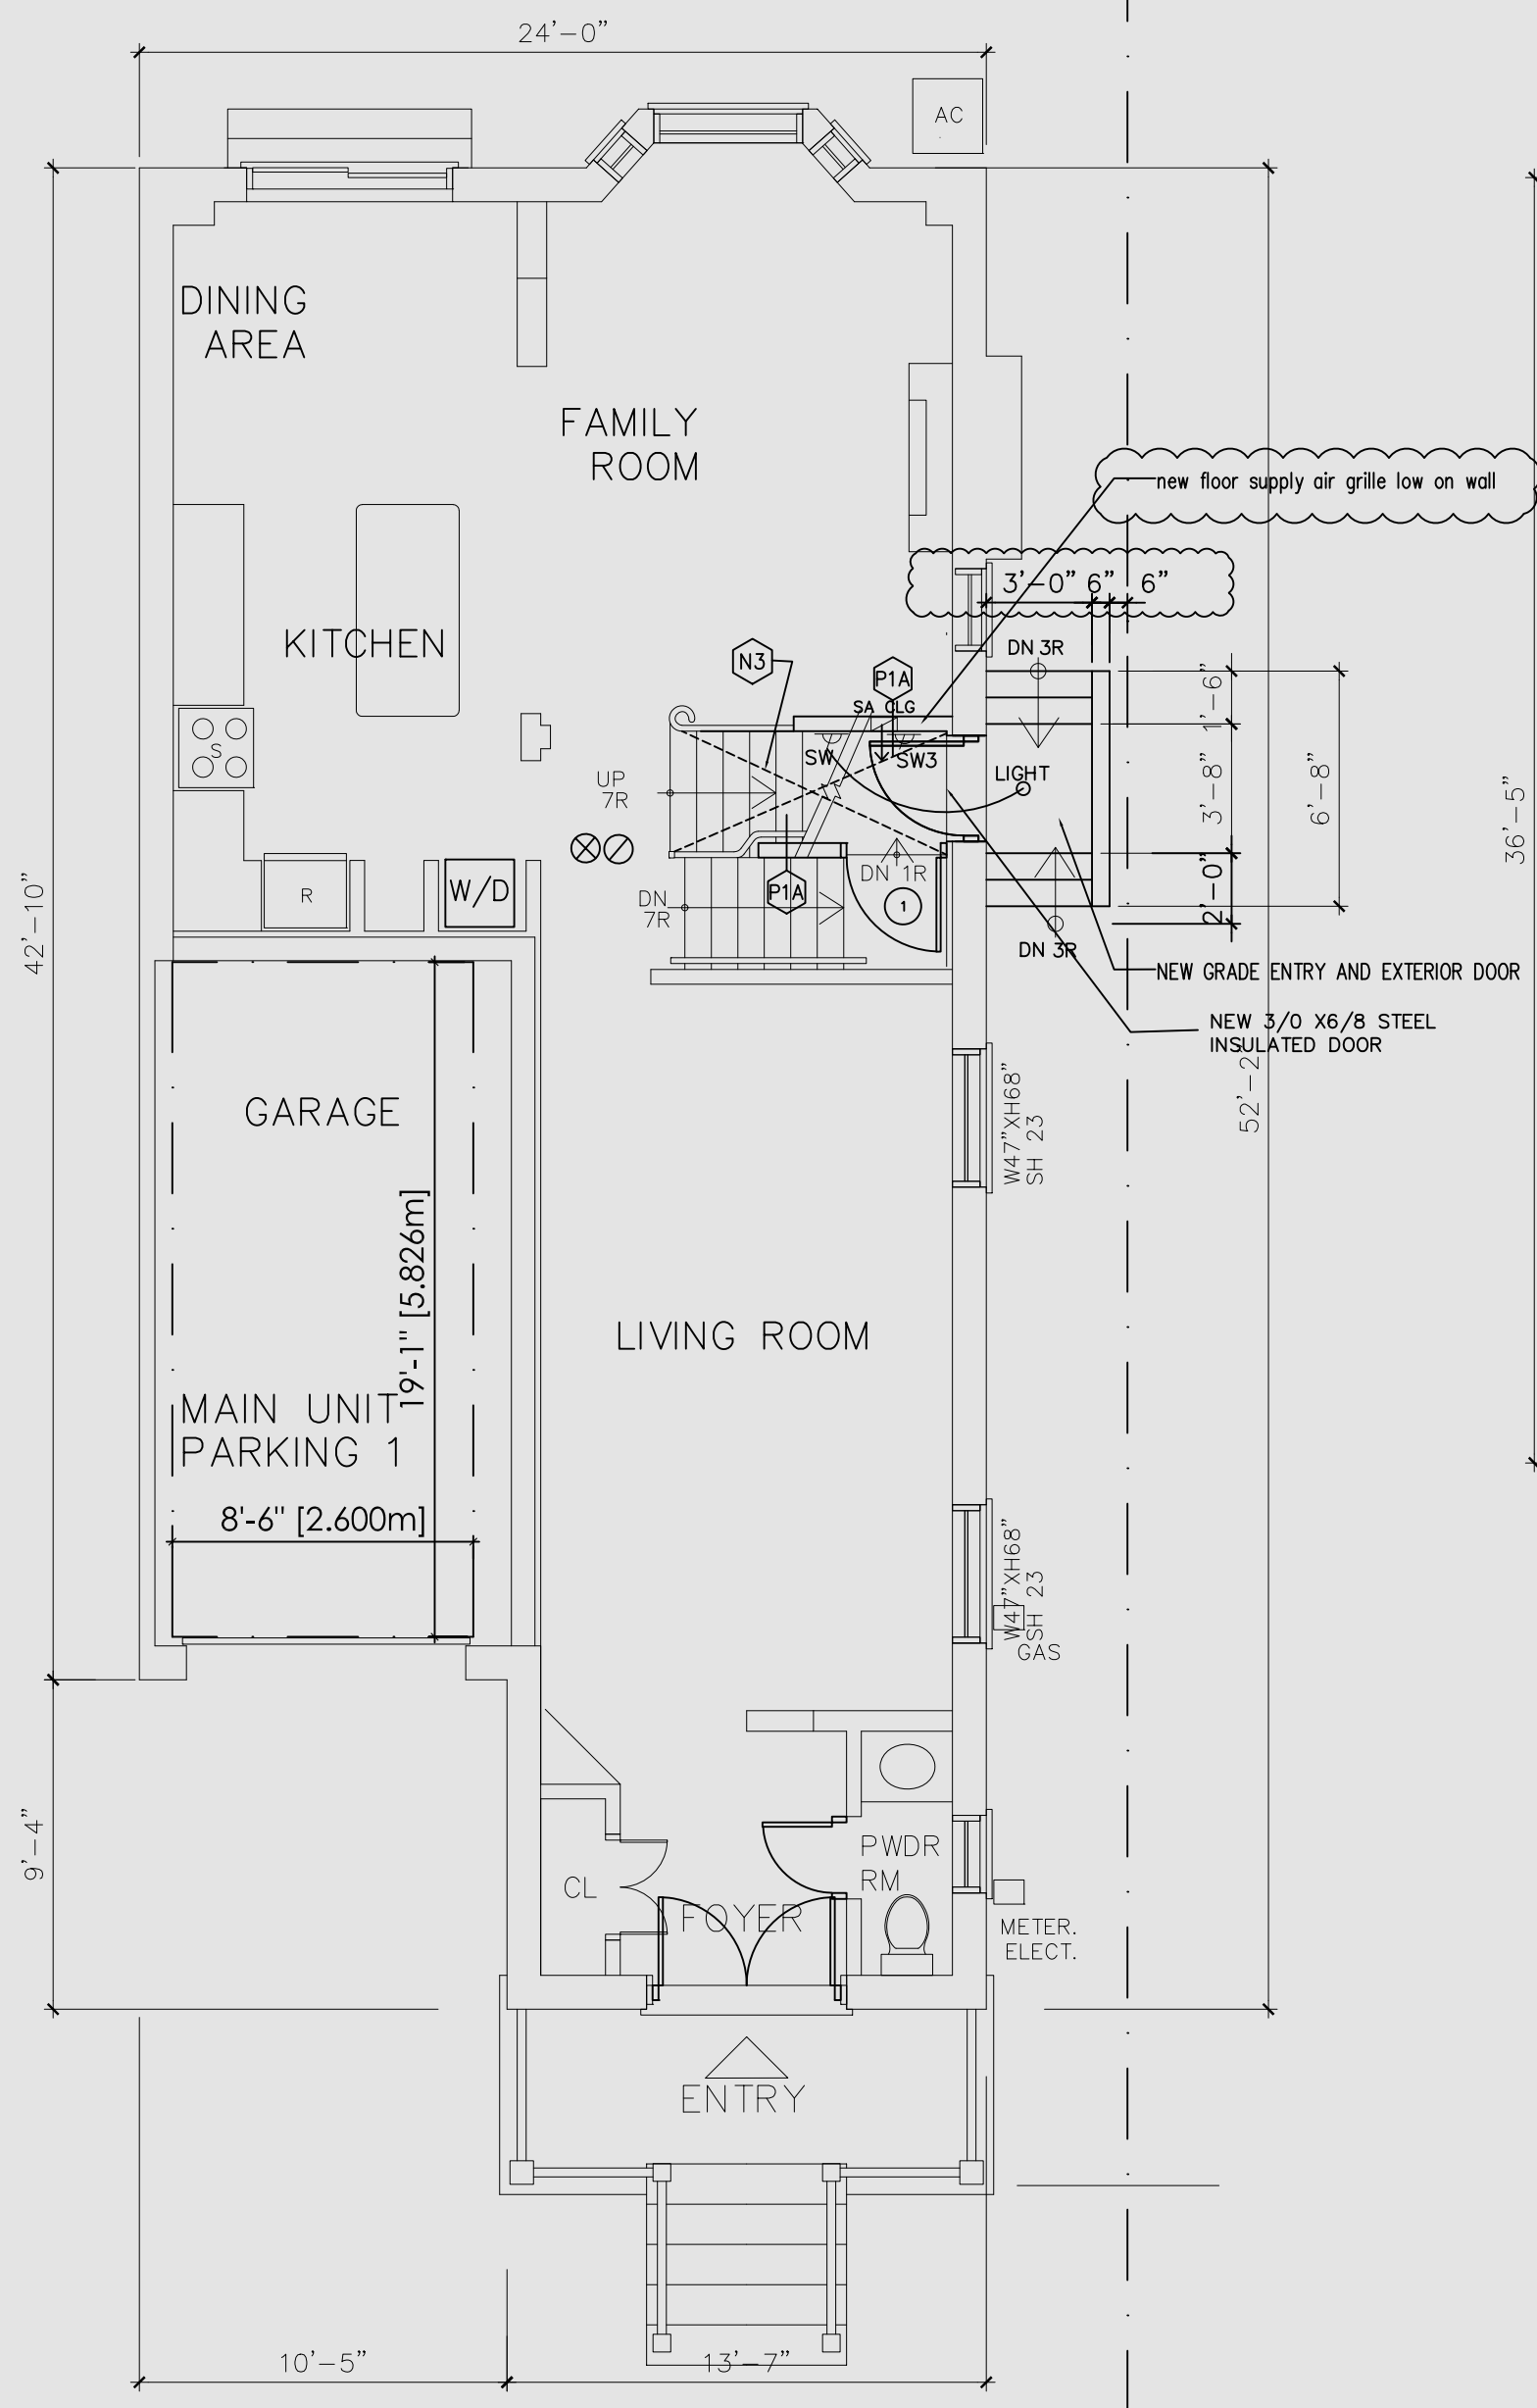 24'-0"
AC
DINING
AREA
FAMILY
ROOM
new floor supply air grille low on wall
3'-0" 6" 6"
KITCHEN
N3
P1A
DN 3R
SA CLG
1'-6"
S
SW
SW3
UP
7R
LIGHT
3'-8"
6'-8"
36'-5"
R
W/D
DN
7R
P1A
DN 1R
1
2'-0"
DN 3R
42'-10"
NEW GRADE ENTRY AND EXTERIOR DOOR
NEW 3/0 X6/8 STEEL
INSULATED DOOR
52'-2"
GARAGE
W47"XH68"
SH 23
19'-1" [5.826m]
LIVING ROOM
MAIN UNIT
PARKING 1
8'-6" [2.600m]
W47"XH68"
SH 23
GAS
9'-4"
PWDR
RM
CL
FOYER
METER.
ELECT.
ENTRY
10'-5"
13'-7"